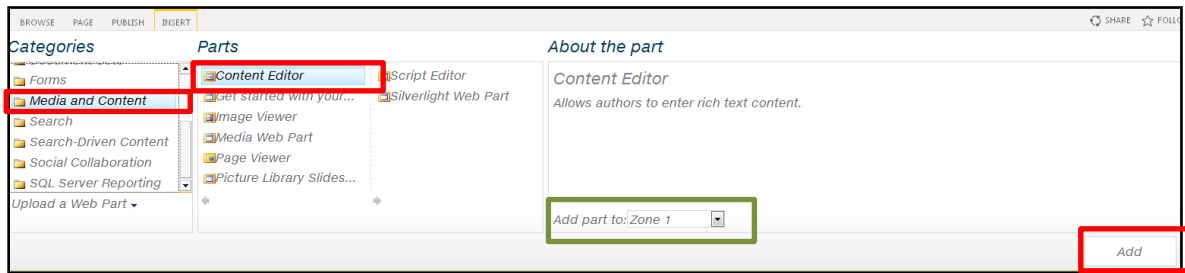 BROWSE PAGE PUBLISH INSERT SHARE FOLLO
Categories
Document Sets
Forms
Media and Content
Search
Search-Driven Content
Social Collaboration
SQL Server Reporting
Upload a Web Part
Parts
Content Editor
Get started with your...
Image Viewer
Media Web Part
Page Viewer
Picture Library Slides...
Script Editor
Silverlight Web Part
About the part
Content Editor
Allows authors to enter rich text content.
Add part to: Zone 1
Add